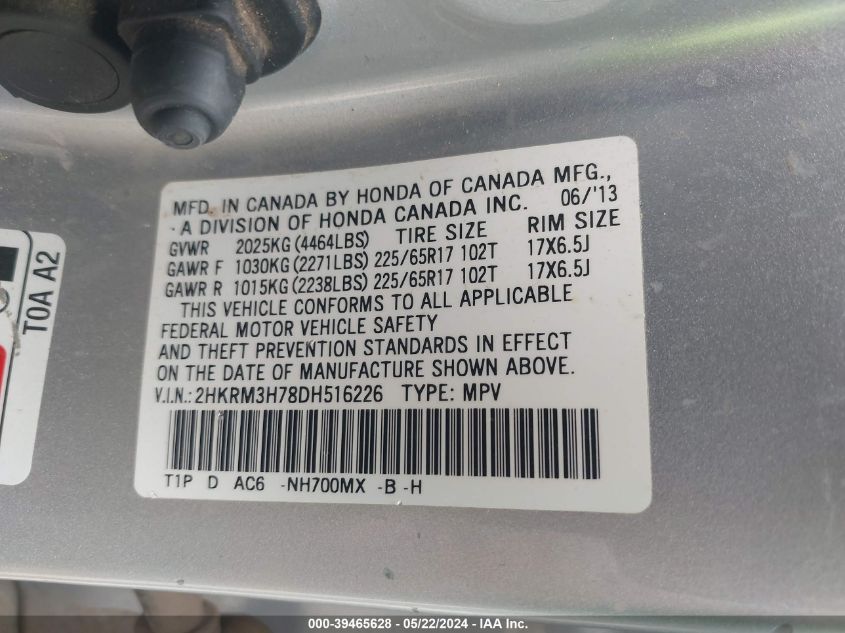 MFD. IN CANADA BY HONDA OF CANADA MFG.,
A DIVISION OF HONDA CANADA INC. 06/'13
GVWR 2025KG (4464LBS) TIRE SIZE RIM SIZE
GAWR F 1030KG (2271LBS) 225/65R17 102T 17X6.5J
GAWR R 1015KG (2238LBS) 225/65R17 102T 17X6.5J
THIS VEHICLE CONFORMS TO ALL APPLICABLE
FEDERAL MOTOR VEHICLE SAFETY
AND THEFT PREVENTION STANDARDS IN EFFECT
ON THE DATE OF MANUFACTURE SHOWN ABOVE.
V.I.N.: 2HKRM3H78DH516226 TYPE: MPV
T1P D AC6 -NH700MX -B -H
T0A A2
000-39465628 - 05/22/2024 - IAA Inc.